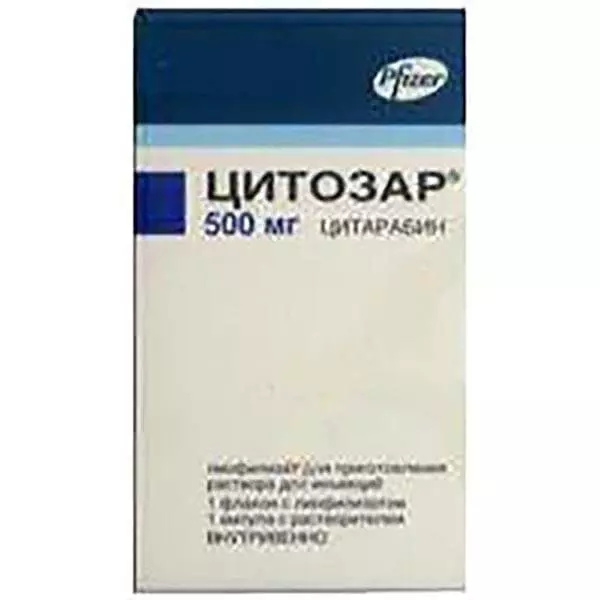 Pfizer
ЦИТОЗАР®
500 мг ЦИТАРАБИН
лиофилизат для приготовления
раствора для инъекций
1 флакон с лиофилизатом
1 ампула с растворителем
ВНУТРИВЕННО